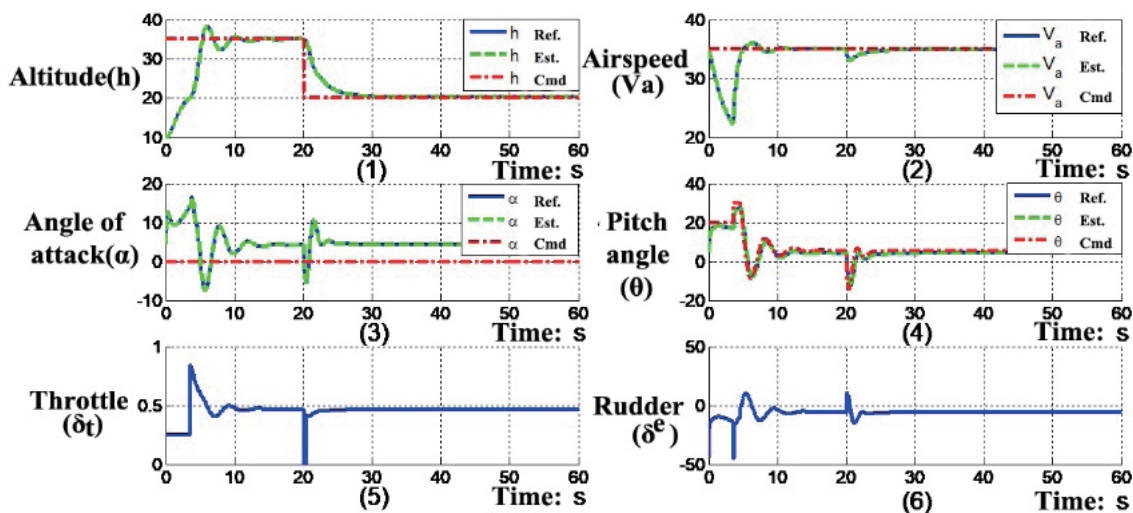 40
30
20
10
0 10 20 30 40 50 60
Altitude(h)
h Ref.
h Est.
h Cmd
(1) Time: s
40
30
20
0 10 20 30 40 50 60
Airspeed
(Va)
Va Ref.
Va Est.
Va Cmd
(2) Time: s
20
10
0
-10
0 10 20 30 40 50 60
Angle of
attack(α)
α Ref.
α Est.
α Cmd
(3) Time: s
40
20
0
-20
0 10 20 30 40 50 60
Pitch
angle
(θ)
θ Ref.
θ Est.
θ Cmd
(4) Time: s
1
0.5
0
0 10 20 30 40 50 60
Throttle
(δt)
(5) Time: s
50
0
-50
0 10 20 30 40 50 60
Rudder
(δe)
(6) Time: s